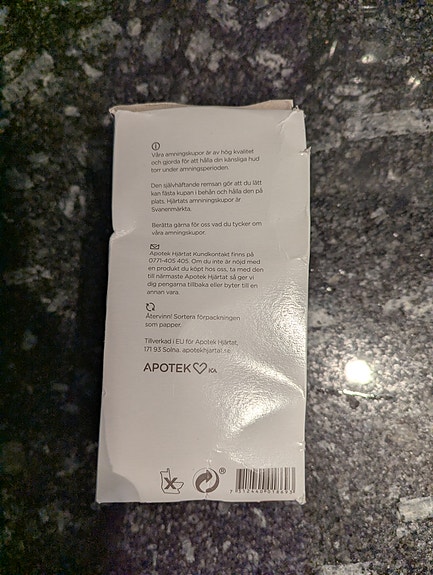 Våra amningskupor är av hög kvalitet
och gjorda för att hålla din känsliga hud
torr under amningsperioden.
Den självhäftande remsan gör att du lätt
kan fästa kupan i behån och hålla den på
plats. Hjärtats amningskupor är
Svanenmärkta.
Berätta gärna för oss vad du tycker om
våra amningskupor.
Apotek Hjärtat Kundkontakt finns på
0771-405 405. Om du inte är nöjd med
en produkt du köpt hos oss, ta med den
till närmaste Apotek Hjärtat så ger vi
dig pengarna tillbaka eller byter till en
annan vara.
Återvinn! Sortera förpackningen
som papper.
Tillverkad i EU för Apotek Hjärtat,
171 93 Solna. apotekhjartat.se
APOTEK ICA